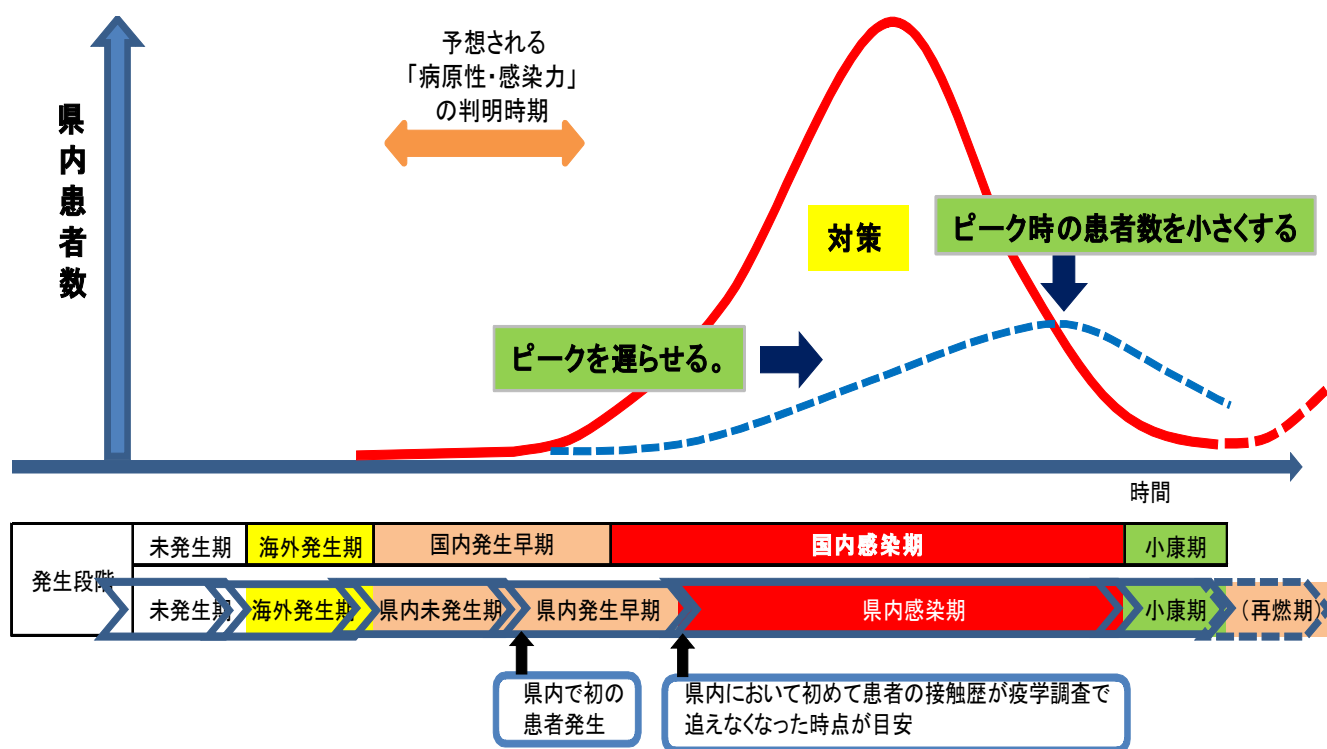 予想される
「病原性・感染力」
の判明時期
県内患者数
対策
ピーク時の患者数を小さくする
ピークを遅らせる。
時間
発生段階
未発生期
海外発生期
国内発生早期
国内感染期
小康期
未発生期
海外発生期
県内未発生期
県内発生早期
県内感染期
小康期
（再燃期）
県内で初の
患者発生
県内において初めて患者の接触歴が疫学調査で
追えなくなった時点が目安